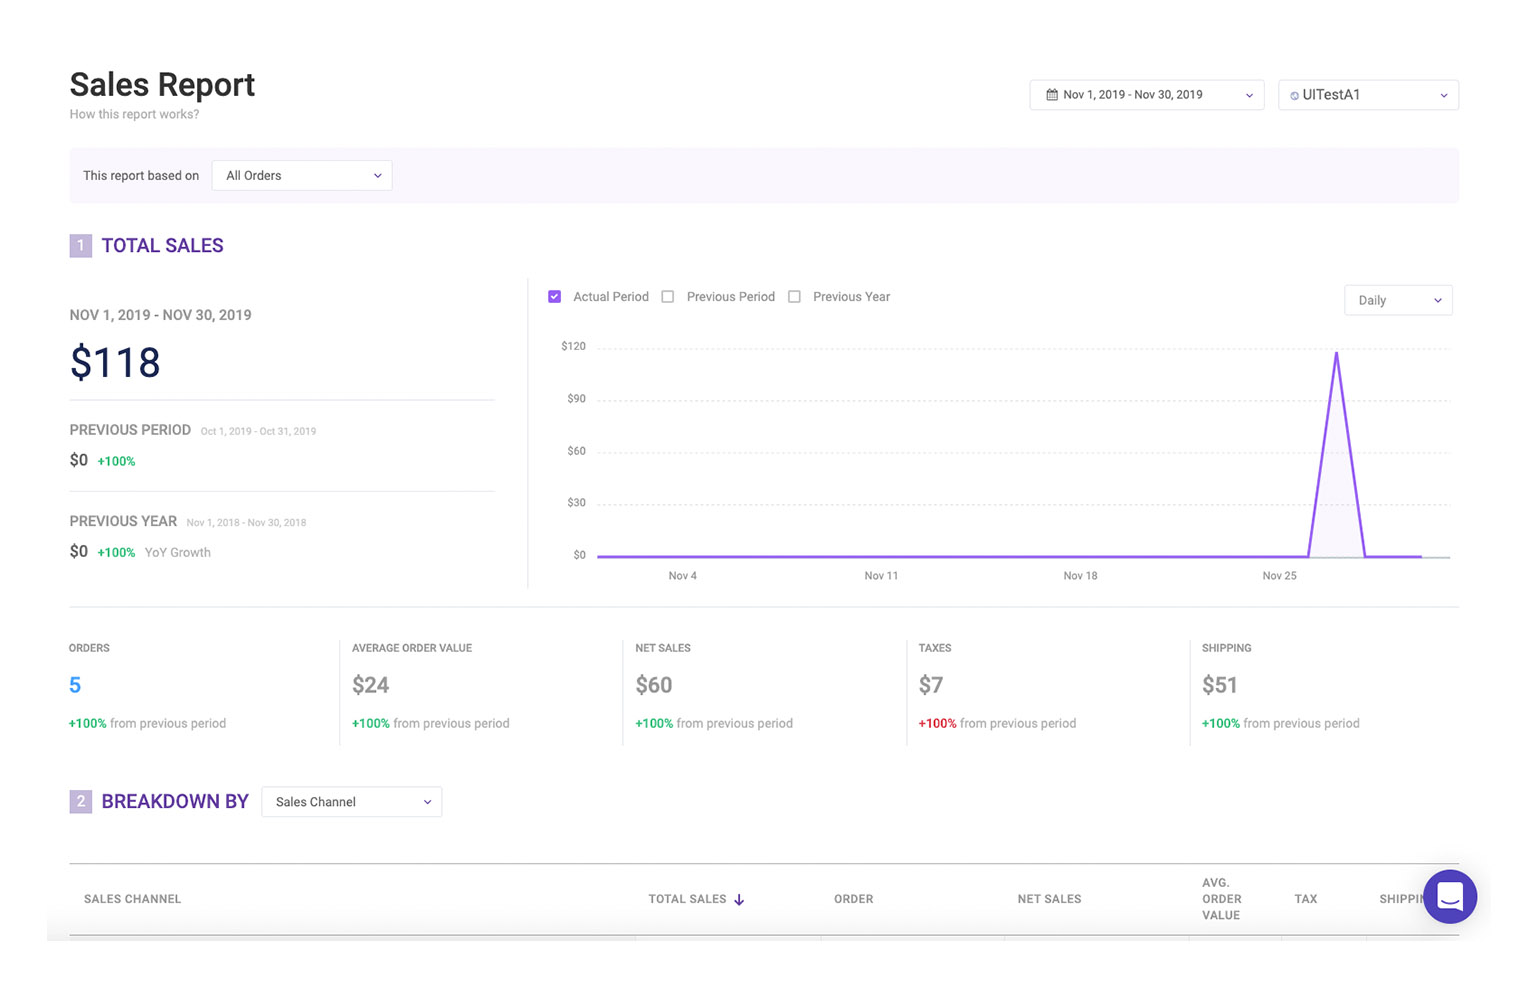 Sales Report
How this report works?
Nov 1, 2019 - Nov 30, 2019
UITestA1
This report based on
All Orders
1 TOTAL SALES
NOV 1, 2019 - NOV 30, 2019
$118
PREVIOUS PERIOD Oct 1, 2019 - Oct 31, 2019
$0 +100%
PREVIOUS YEAR Nov 1, 2018 - Nov 30, 2018
$0 +100% YoY Growth
Actual Period Previous Period Previous Year
Daily
$120
$90
$60
$30
$0
Nov 4 Nov 11 Nov 18 Nov 25
ORDERS
5
+100% from previous period
AVERAGE ORDER VALUE
$24
+100% from previous period
NET SALES
$60
+100% from previous period
TAXES
$7
+100% from previous period
SHIPPING
$51
+100% from previous period
2 BREAKDOWN BY
Sales Channel
SALES CHANNEL
TOTAL SALES
ORDER
NET SALES
AVG.
ORDER
VALUE
TAX